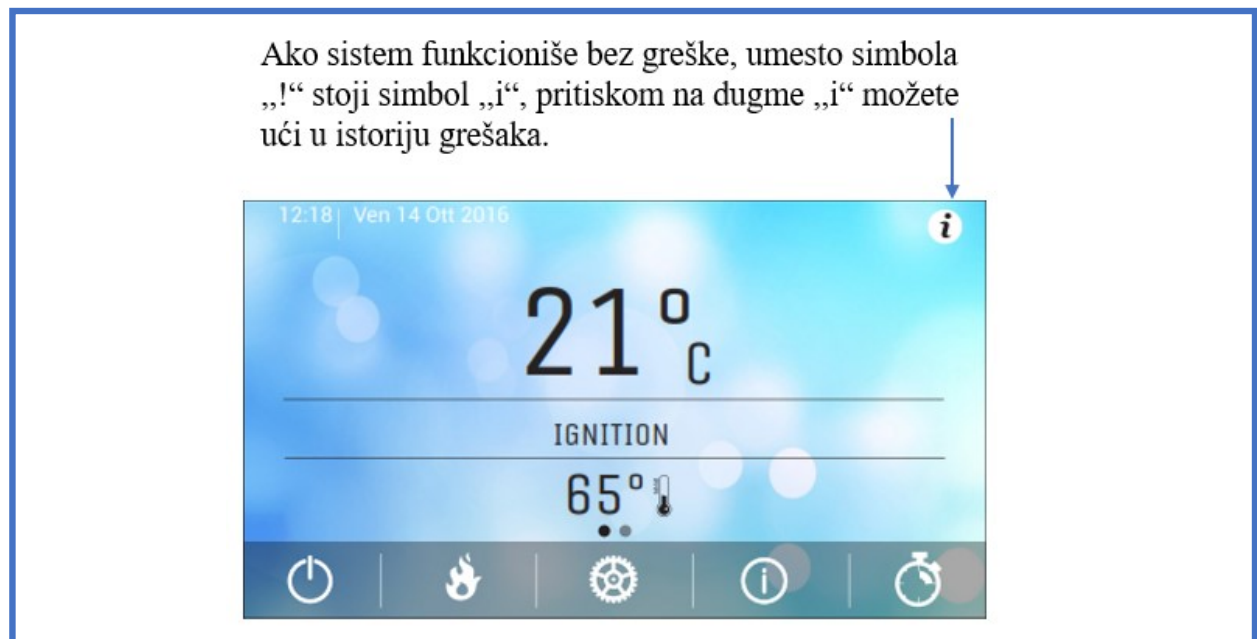 Ako sistem funkcioniše bez greške, umesto simbola
„!“ stoji simbol „i“, pritiskom na dugme „i“ možete
ući u istoriju grešaka.
12:18 Ven 14 Ott 2016
i
21°C
IGNITION
65°
i